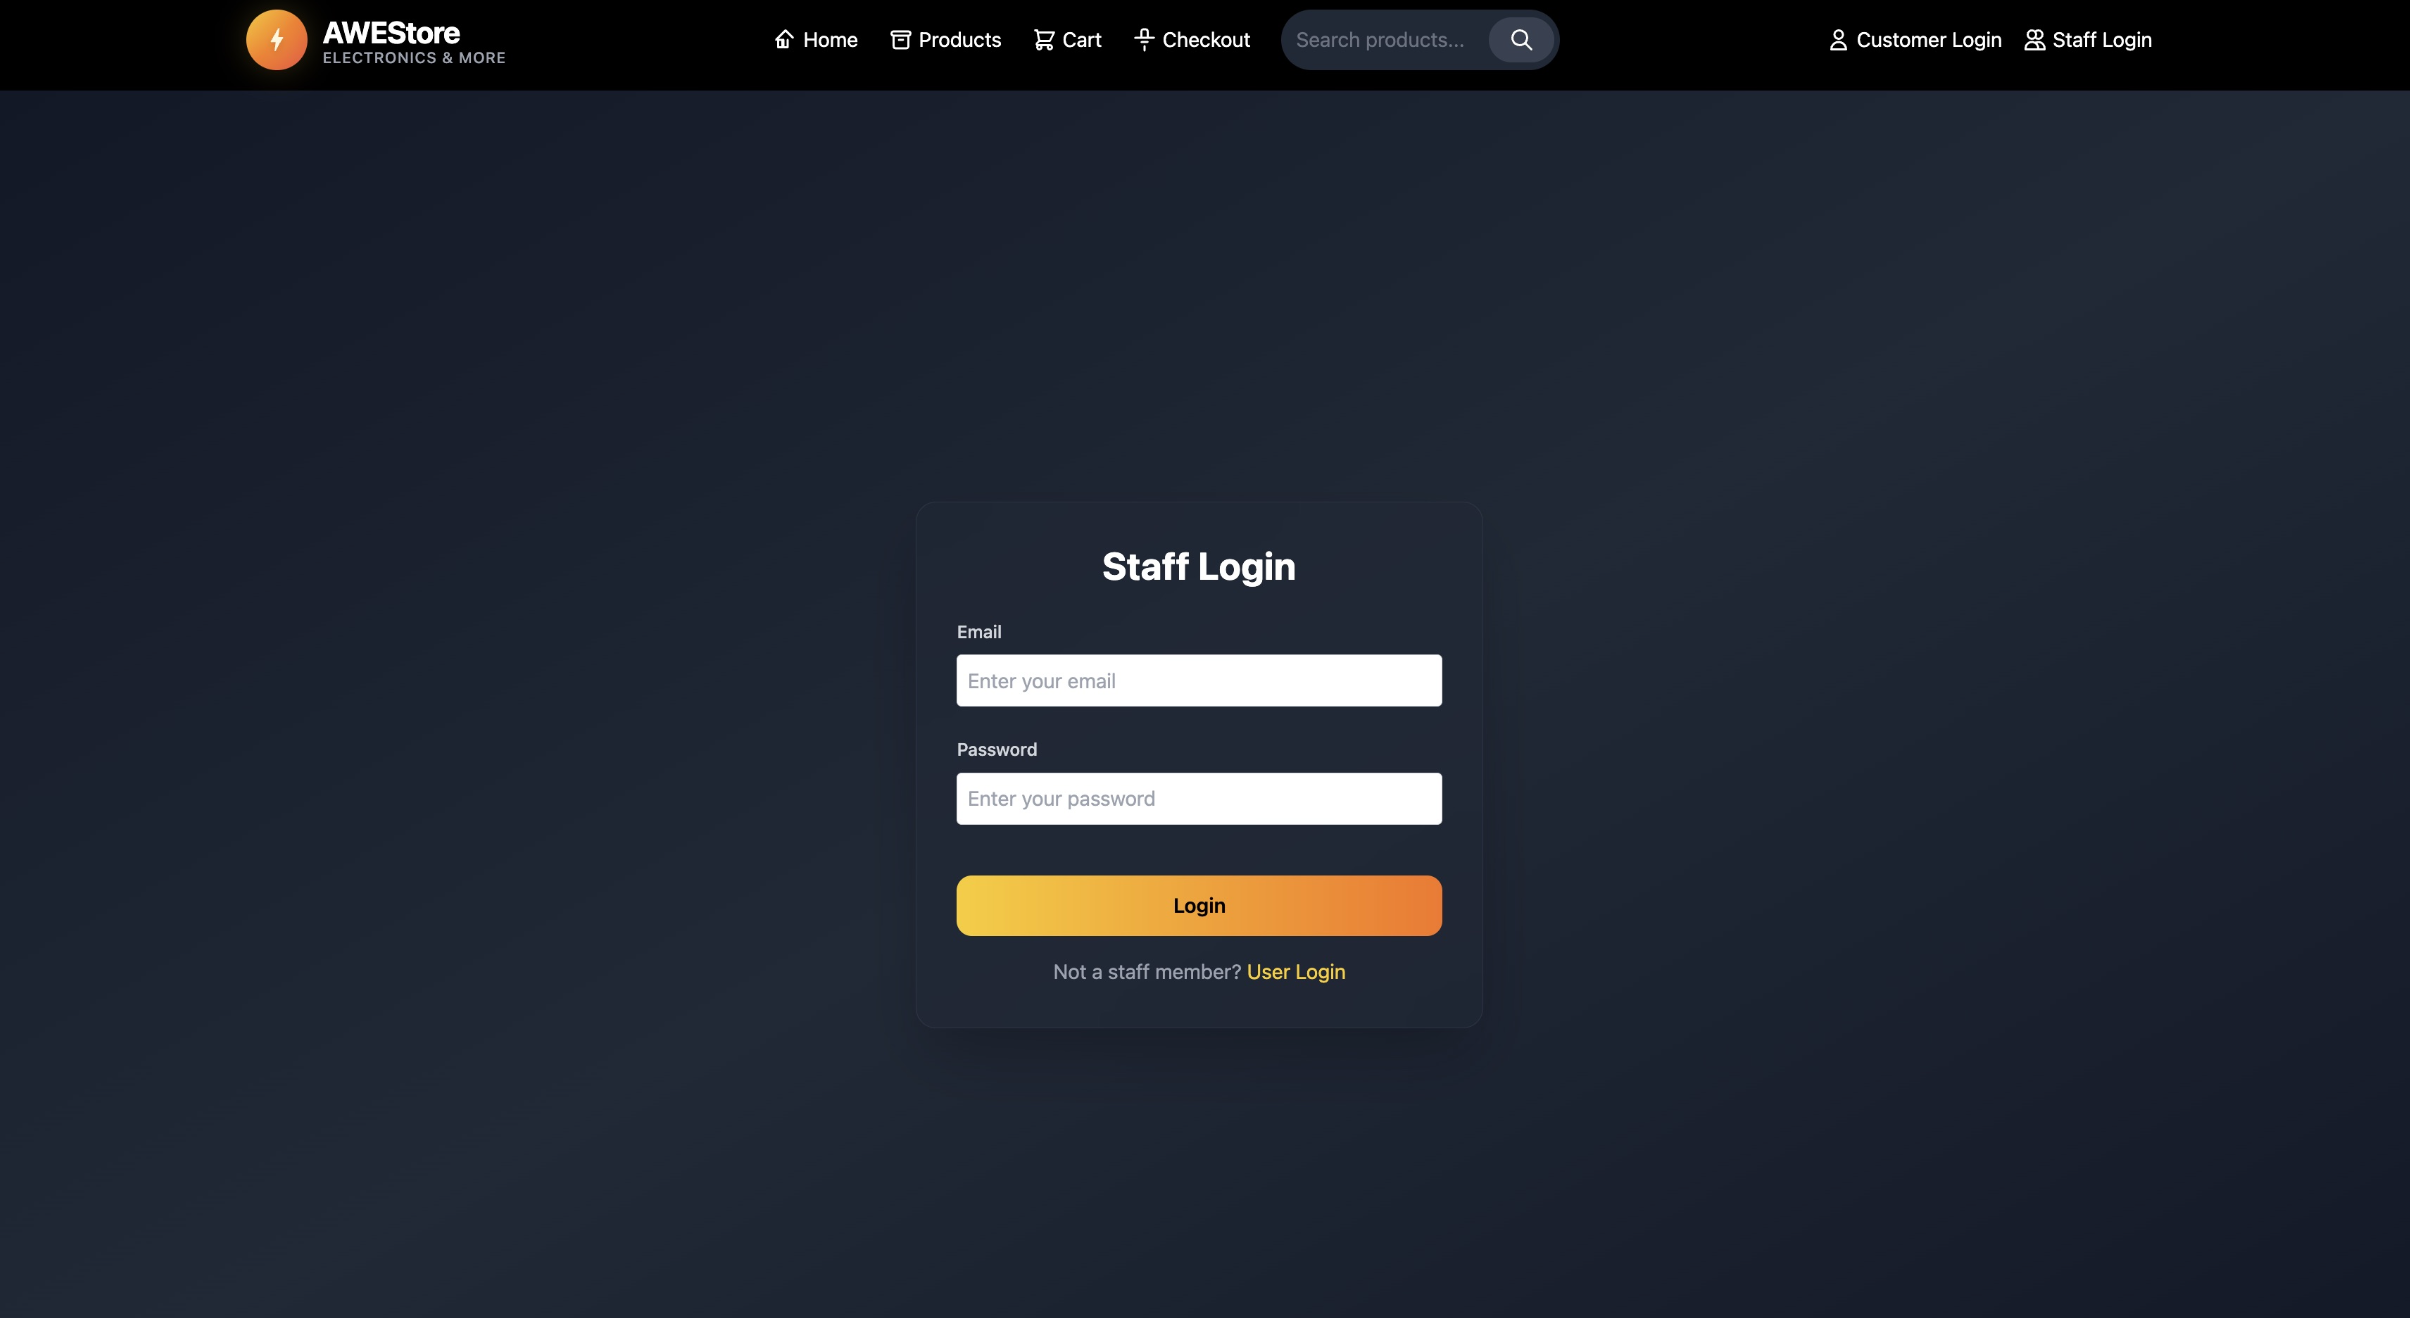 AWEStore
ELECTRONICS & MORE
Home
Products
Cart
Checkout
Search products...
Customer Login
Staff Login
Staff Login
Email
Enter your email
Password
Enter your password
Login
Not a staff member? User Login